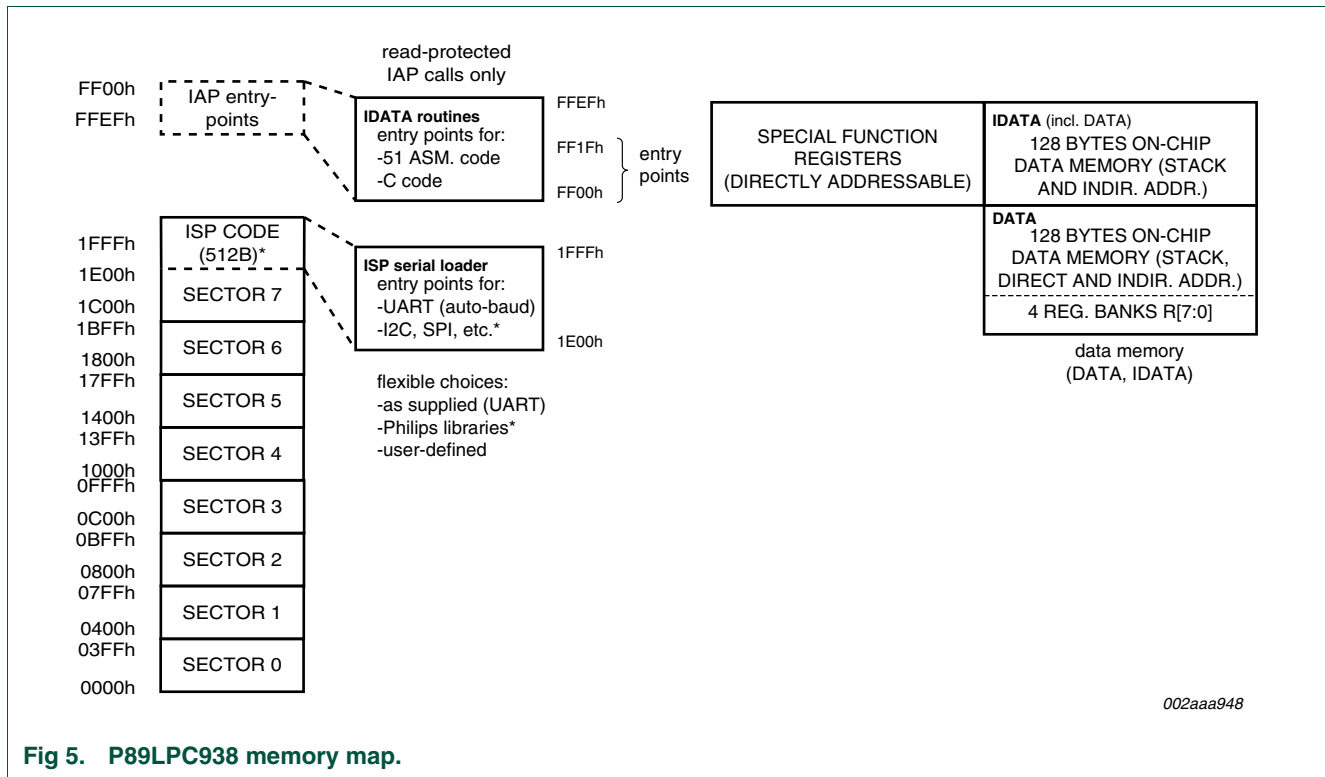 read-protected
IAP calls only
FF00h
FFEFh
IAP entry-
points
IDATA routines
entry points for:
-51 ASM. code
-C code
FFEFh
FF1Fh
FF00h
entry
points
SPECIAL FUNCTION
REGISTERS
(DIRECTLY ADDRESSABLE)
IDATA (incl. DATA)
128 BYTES ON-CHIP
DATA MEMORY (STACK
AND INDIR. ADDR.)
DATA
128 BYTES ON-CHIP
DATA MEMORY (STACK,
DIRECT AND INDIR. ADDR.)
4 REG. BANKS R[7:0]
data memory
(DATA, IDATA)
1FFFh
1E00h
ISP CODE
(512B)*
ISP serial loader
entry points for:
-UART (auto-baud)
-I2C, SPI, etc.*
1FFFh
1E00h
flexible choices:
-as supplied (UART)
-Philips libraries*
-user-defined
SECTOR 7
1C00h
1BFFh
SECTOR 6
1800h
17FFh
SECTOR 5
1400h
13FFh
SECTOR 4
1000h
0FFFh
SECTOR 3
0C00h
0BFFh
SECTOR 2
0800h
07FFh
SECTOR 1
0400h
03FFh
SECTOR 0
0000h
002aaa948
Fig 5. P89LPC938 memory map.